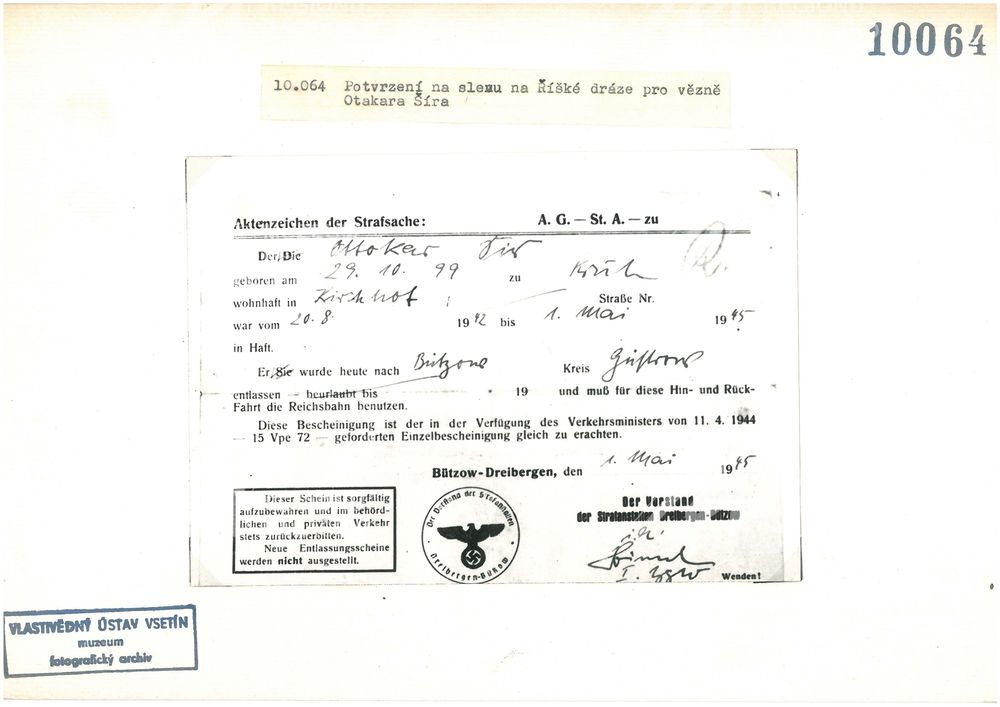 10064
10.064 Potvrzení na slevu na Říšké dráze pro vězně
Otakara Šíra
Aktenzeichen der Strafsache: A. G. — St. A. — zu
Der/Die Ottokar Sir
geboren am 29. 10. 99 zu
wohnhaft in Kirchhof Straße Nr.
war vom 20. 8. 1942 bis 1. Mai 1945
in Haft.
Er/Sie wurde heute nach Bützow Kreis Güstrow
entlassen — beurlaubt bis 19 und muß für diese Hin- und Rück-
Fahrt die Reichsbahn benutzen.
Diese Bescheinigung ist der in der Verfügung des Verkehrsministers von 11. 4. 1944
— 15 Vpe 72 — geforderten Einzelbescheinigung gleich zu erachten.
Bützow-Dreibergen, den 1. Mai 1945
Dieser Schein ist sorgfältig
aufzubewahren und im behörd-
lichen und privaten Verkehr
stets zurückzuerbitten.
Neue Entlassungsscheine
werden nicht ausgestellt.
Der Vorstand der Strafanstalten
Dreibergen-Bützow
Der Vorstand
der Strafanstalten Dreibergen-Bützow
Wenden!
VLASTIVĚDNÝ ÚSTAV VSETÍN
muzeum
fotografický archiv